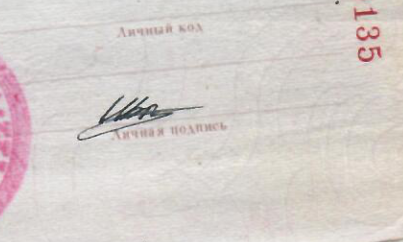 Личный код
135
Личная подпись